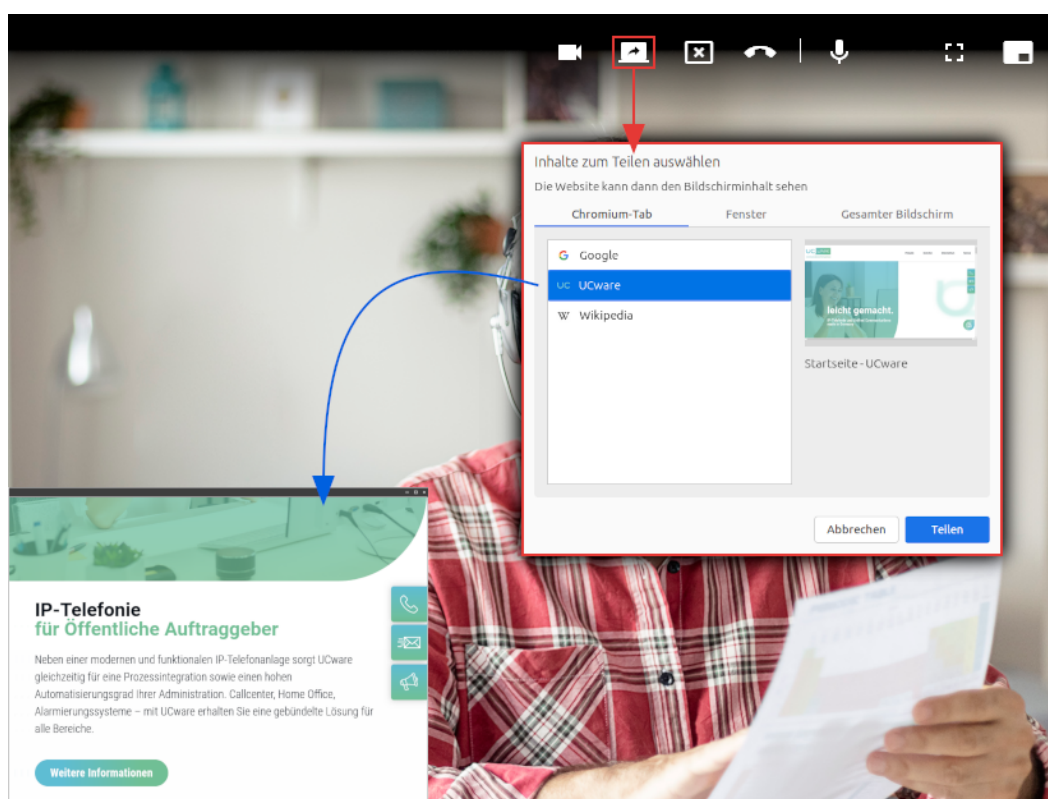 Inhalte zum Teilen auswählen
Die Website kann dann den Bildschirminhalt sehen
Chromium-Tab Fenster Gesamter Bildschirm
G Google
UC UCware
W Wikipedia
leicht gemacht.
Startseite - UCware
Abbrechen Teilen
IP-Telefonie
für Öffentliche Auftraggeber
Neben einer modernen und funktionalen IP-Telefonanlage sorgt UCware
gleichzeitig für eine Prozessintegration sowie einen hohen
Automatisierungsgrad Ihrer Administration. Callcenter, Home Office,
Alarmierungssysteme – mit UCware erhalten Sie eine gebündelte Lösung für
alle Bereiche.
Weitere Informationen